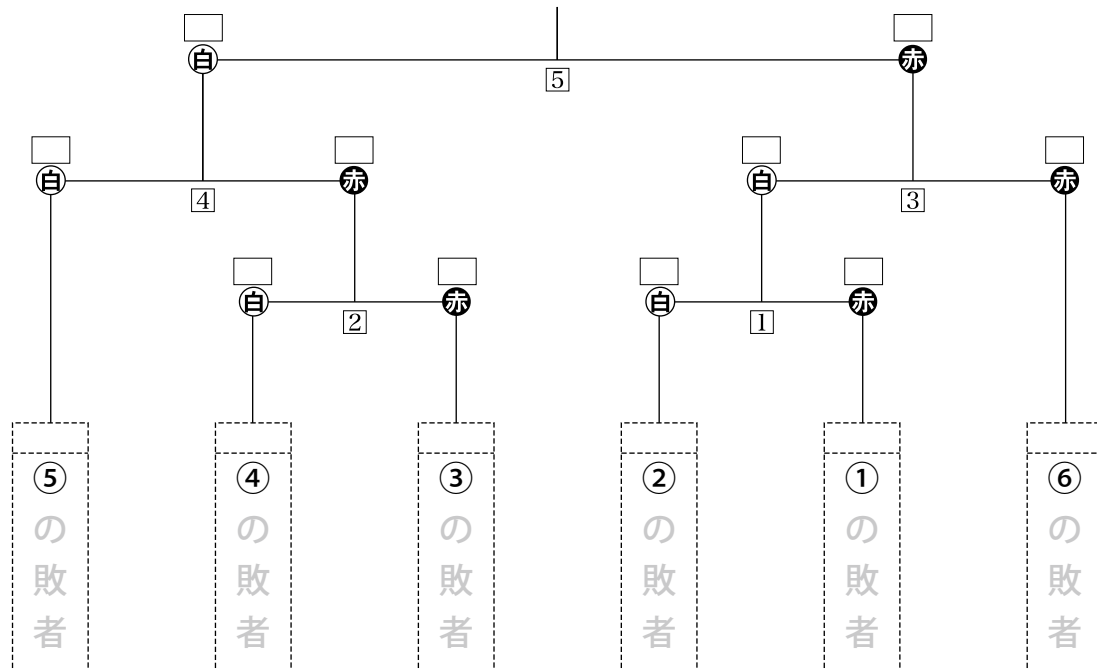 白 赤
5
白 赤 白 赤
4 3
白 赤 白 赤
2 1
⑤の敗者
④の敗者
③の敗者
②の敗者
①の敗者
⑥の敗者